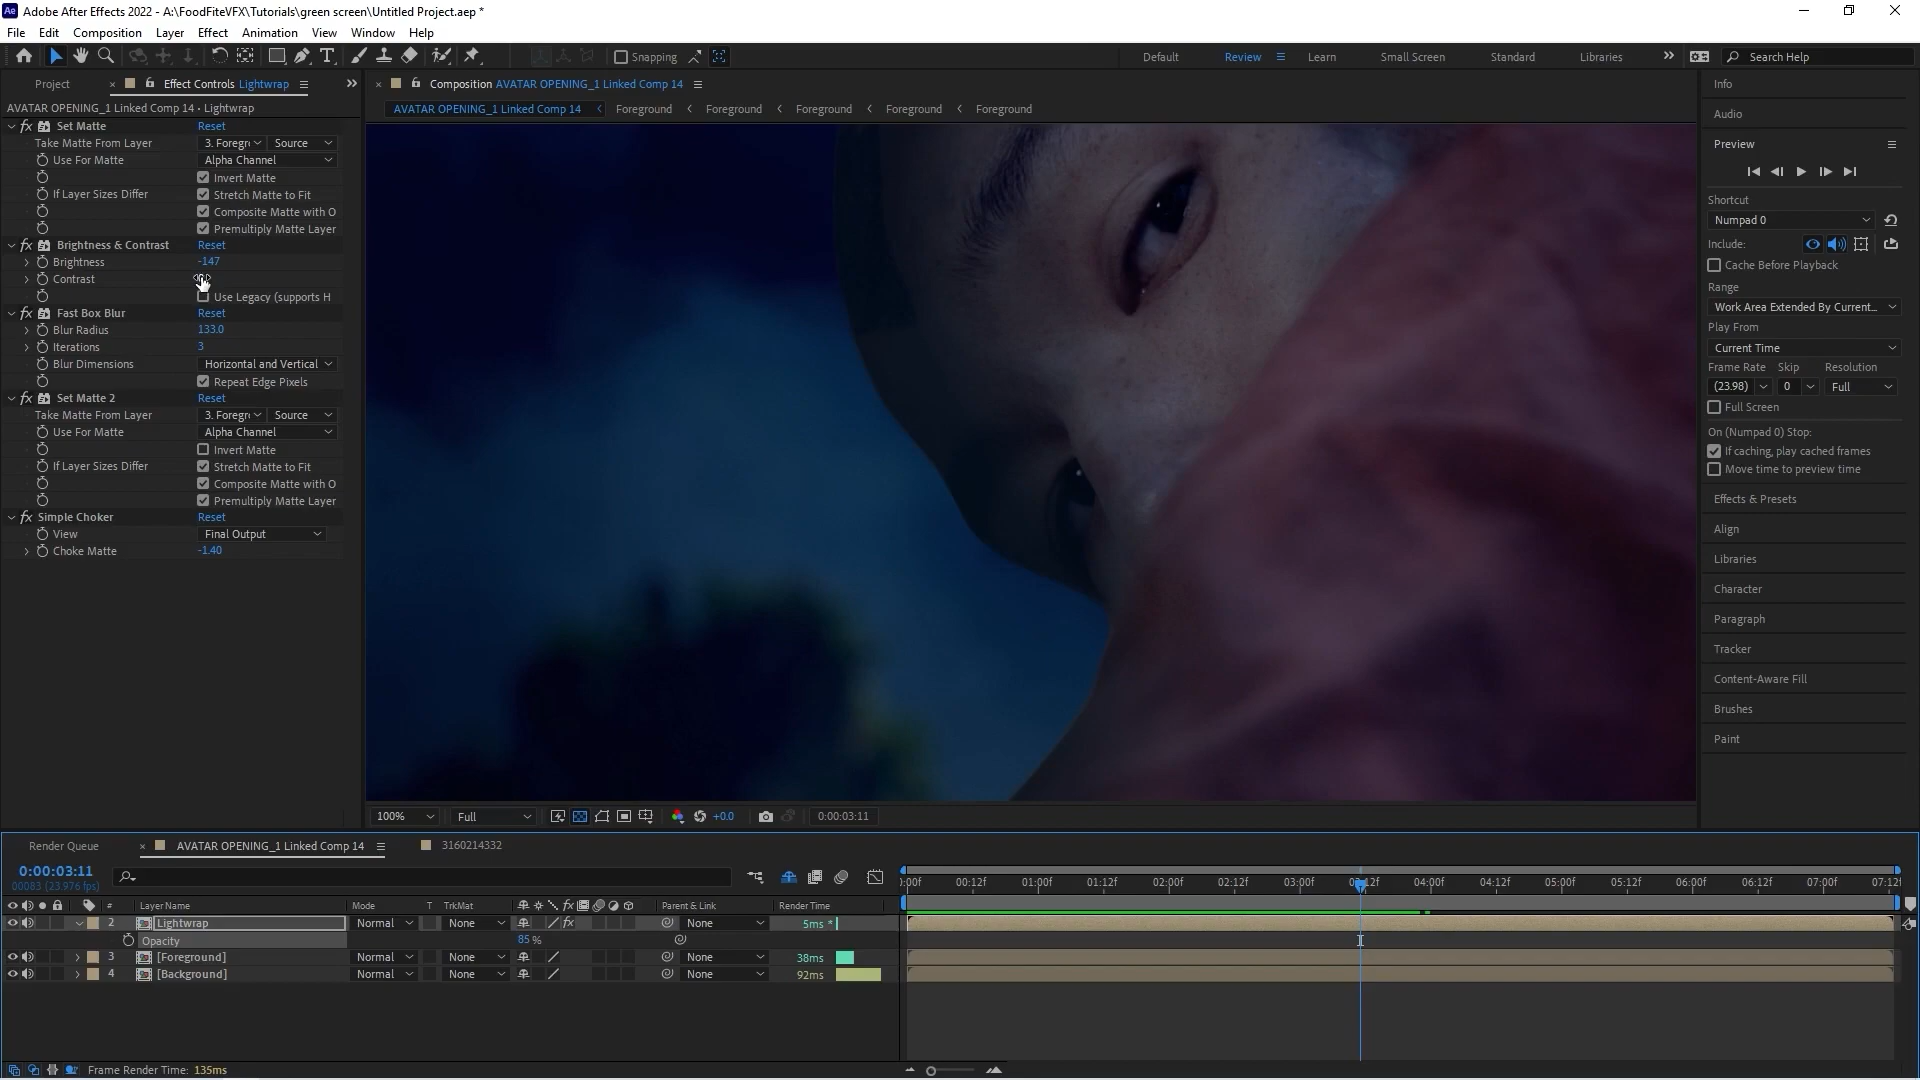 Adobe After Effects 2022 - A:\FoodFiteVFX\Tutorials\green screen\Untitled Project.aep *
File Edit Composition Layer Effect Animation View Window Help
Snapping Default Review Learn Small Screen Standard Libraries Search Help
Project Effect Controls Lightwrap
AVATAR OPENING_1 Linked Comp 14 • Lightwrap
Set Matte Reset
Take Matte From Layer 3. Foregr Source
Use For Matte Alpha Channel
Invert Matte
If Layer Sizes Differ Stretch Matte to Fit
Composite Matte with O
Premultiply Matte Layer
Brightness & Contrast Reset
Brightness -147
Contrast
Use Legacy (supports H
Fast Box Blur Reset
Blur Radius 133.0
Iterations 3
Blur Dimensions Horizontal and Vertical
Repeat Edge Pixels
Set Matte 2 Reset
Take Matte From Layer 3. Foregr Source
Use For Matte Alpha Channel
Invert Matte
If Layer Sizes Differ Stretch Matte to Fit
Composite Matte with O
Premultiply Matte Layer
Simple Choker Reset
View Final Output
Choke Matte -1.40
Composition AVATAR OPENING_1 Linked Comp 14
AVATAR OPENING_1 Linked Comp 14 Foreground Foreground Foreground Foreground Foreground
100% Full +0.0 0:00:03:11
Info
Audio
Preview
Shortcut
Numpad 0
Include:
Cache Before Playback
Range
Work Area Extended By Current...
Play From
Current Time
Frame Rate Skip Resolution
(23.98) 0 Full
Full Screen
On (Numpad 0) Stop:
If caching, play cached frames
Move time to preview time
Effects & Presets
Align
Libraries
Character
Paragraph
Tracker
Content-Aware Fill
Brushes
Paint
Render Queue AVATAR OPENING_1 Linked Comp 14 3160214332
0:00:03:11
00083 (23.976 fps)
:00f 00:12f 01:00f 01:12f 02:00f 02:12f 03:00f 03:12f 04:00f 04:12f 05:00f 05:12f 06:00f 06:12f 07:00f 07:12f
# Layer Name Mode T TrkMat Parent & Link Render Time
2 Lightwrap Normal None None 5ms *
Opacity 85 %
3 [Foreground] Normal None None 38ms
4 [Background] Normal None None 92ms
Frame Render Time: 135ms